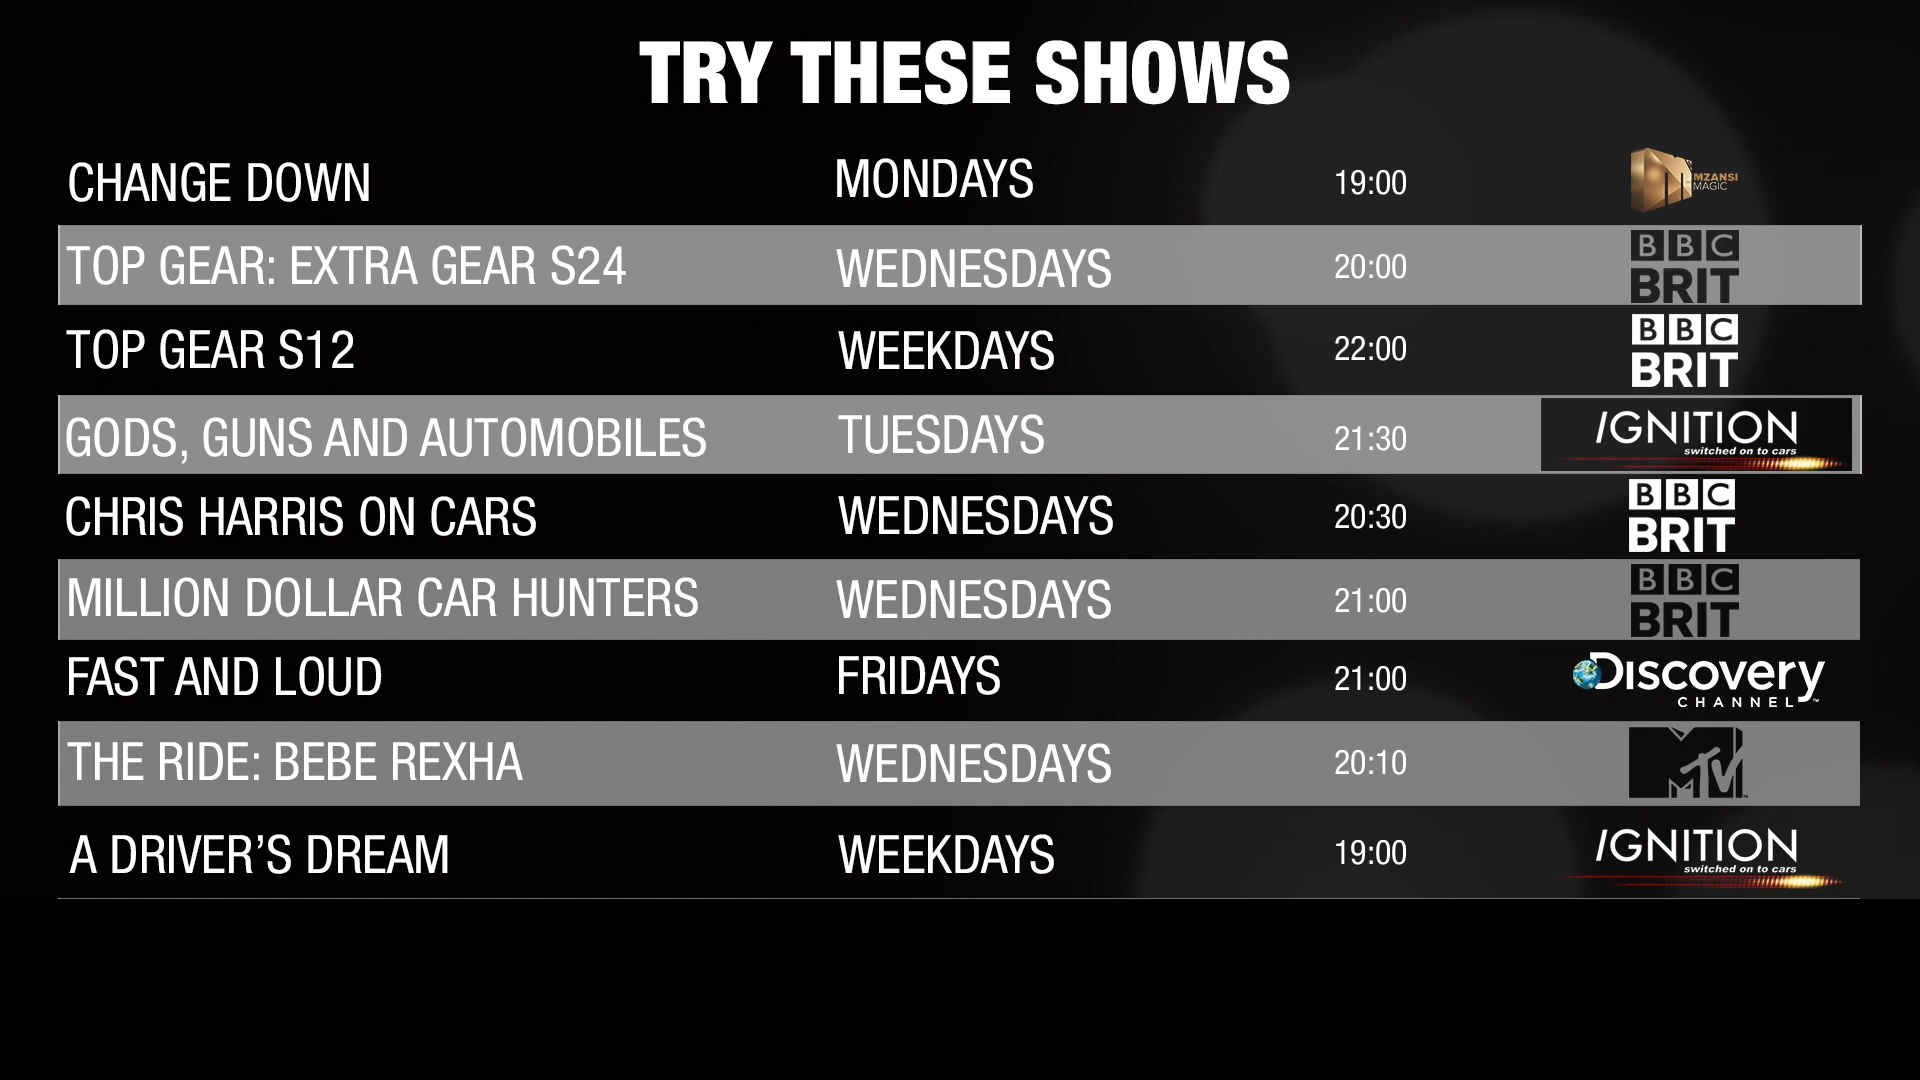 TRY THESE SHOWS
CHANGE DOWN MONDAYS 19:00 MZANSI MAGIC
TOP GEAR: EXTRA GEAR S24 WEDNESDAYS 20:00 BBC BRIT
TOP GEAR S12 WEEKDAYS 22:00 BBC BRIT
GODS, GUNS AND AUTOMOBILES TUESDAYS 21:30 IGNITION switched on to cars
CHRIS HARRIS ON CARS WEDNESDAYS 20:30 BBC BRIT
MILLION DOLLAR CAR HUNTERS WEDNESDAYS 21:00 BBC BRIT
FAST AND LOUD FRIDAYS 21:00 DISCOVERY CHANNEL™
THE RIDE: BEBE REXHA WEDNESDAYS 20:10 MTV
A DRIVER’S DREAM WEEKDAYS 19:00 IGNITION switched on to cars